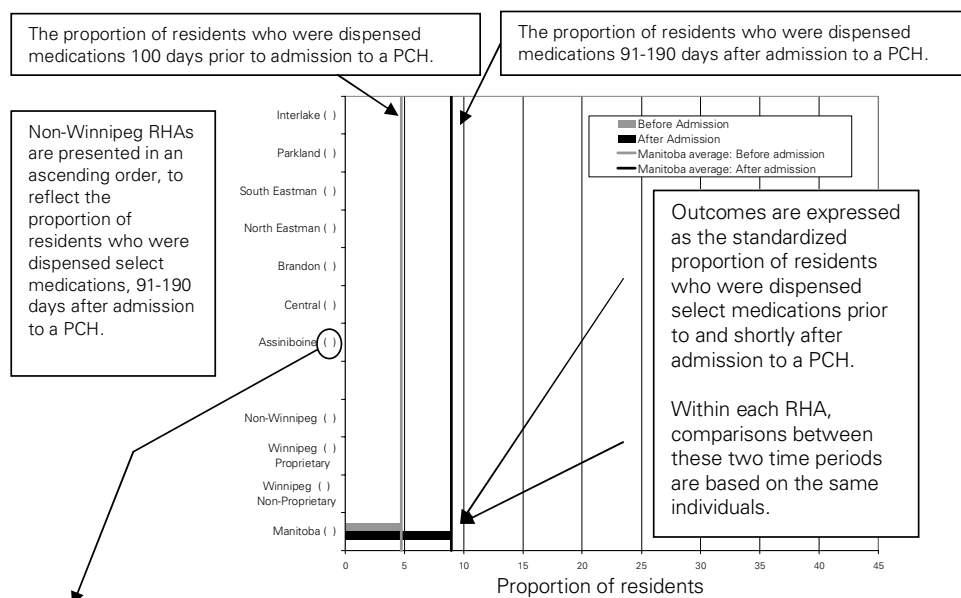 The proportion of residents who were dispensed
medications 100 days prior to admission to a PCH.
The proportion of residents who were dispensed
medications 91-190 days after admission to a PCH.
Non-Winnipeg RHAs
are presented in an
ascending order, to
reflect the
proportion of
residents who were
dispensed select
medications, 91-190
days after admission
to a PCH.
Interlake ( )
Parkland ( )
South Eastman ( )
North Eastman ( )
Brandon ( )
Central ( )
Assiniboine ( )
Non-Winnipeg ( )
Winnipeg ( )
Proprietary
Winnipeg ( )
Non-Proprietary
Manitoba ( )
Before Admission
After Admission
Manitoba average: Before admission
Manitoba average: After admission
Outcomes are expressed
as the standardized
proportion of residents
who were dispensed
select medications prior
to and shortly after
admission to a PCH.
Within each RHA,
comparisons between
these two time periods
are based on the same
individuals.
0 5 10 15 20 25 30 35 40 45
Proportion of residents